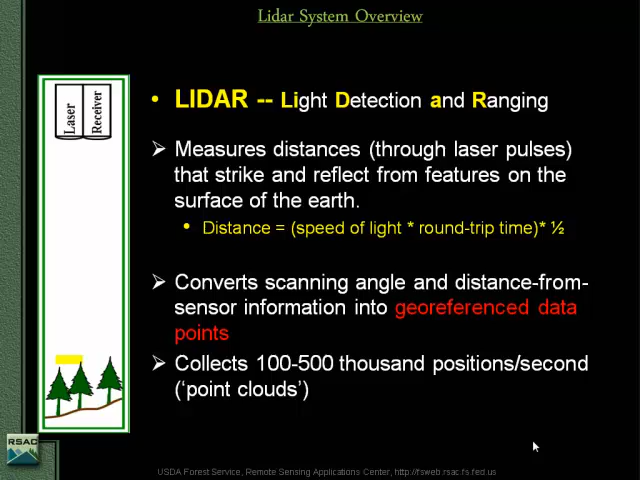 Lidar System Overview
Laser
Receiver
• LIDAR -- Light Detection and Ranging
➢ Measures distances (through laser pulses)
that strike and reflect from features on the
surface of the earth.
• Distance = (speed of light * round-trip time)* ½
➢ Converts scanning angle and distance-from-
sensor information into georeferenced data
points
➢ Collects 100-500 thousand positions/second
(‘point clouds’)
RSAC
USDA Forest Service, Remote Sensing Applications Center, http://fsweb.rsac.fs.fed.us